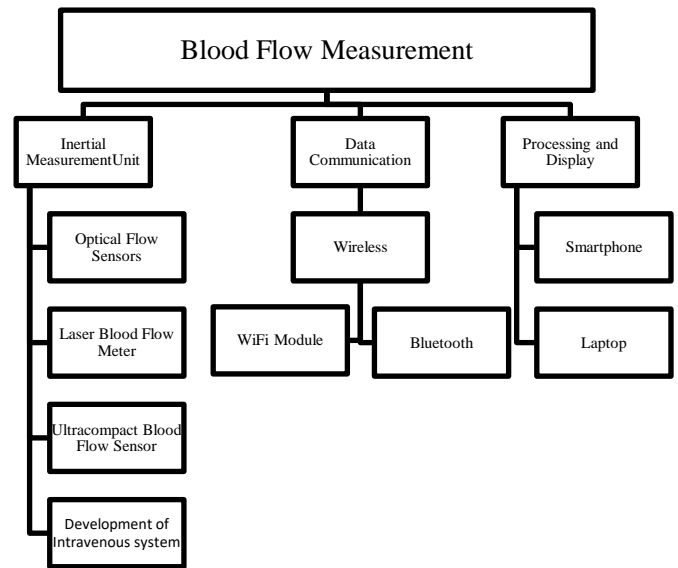 Blood Flow Measurement
Inertial
MeasurementUnit
Data
Communication
Processing and
Display
Optical Flow
Sensors
Wireless
Smartphone
Laser Blood Flow
Meter
WiFi Module
Bluetooth
Laptop
Ultracompact Blood
Flow Sensor
Development of
Intravenous system